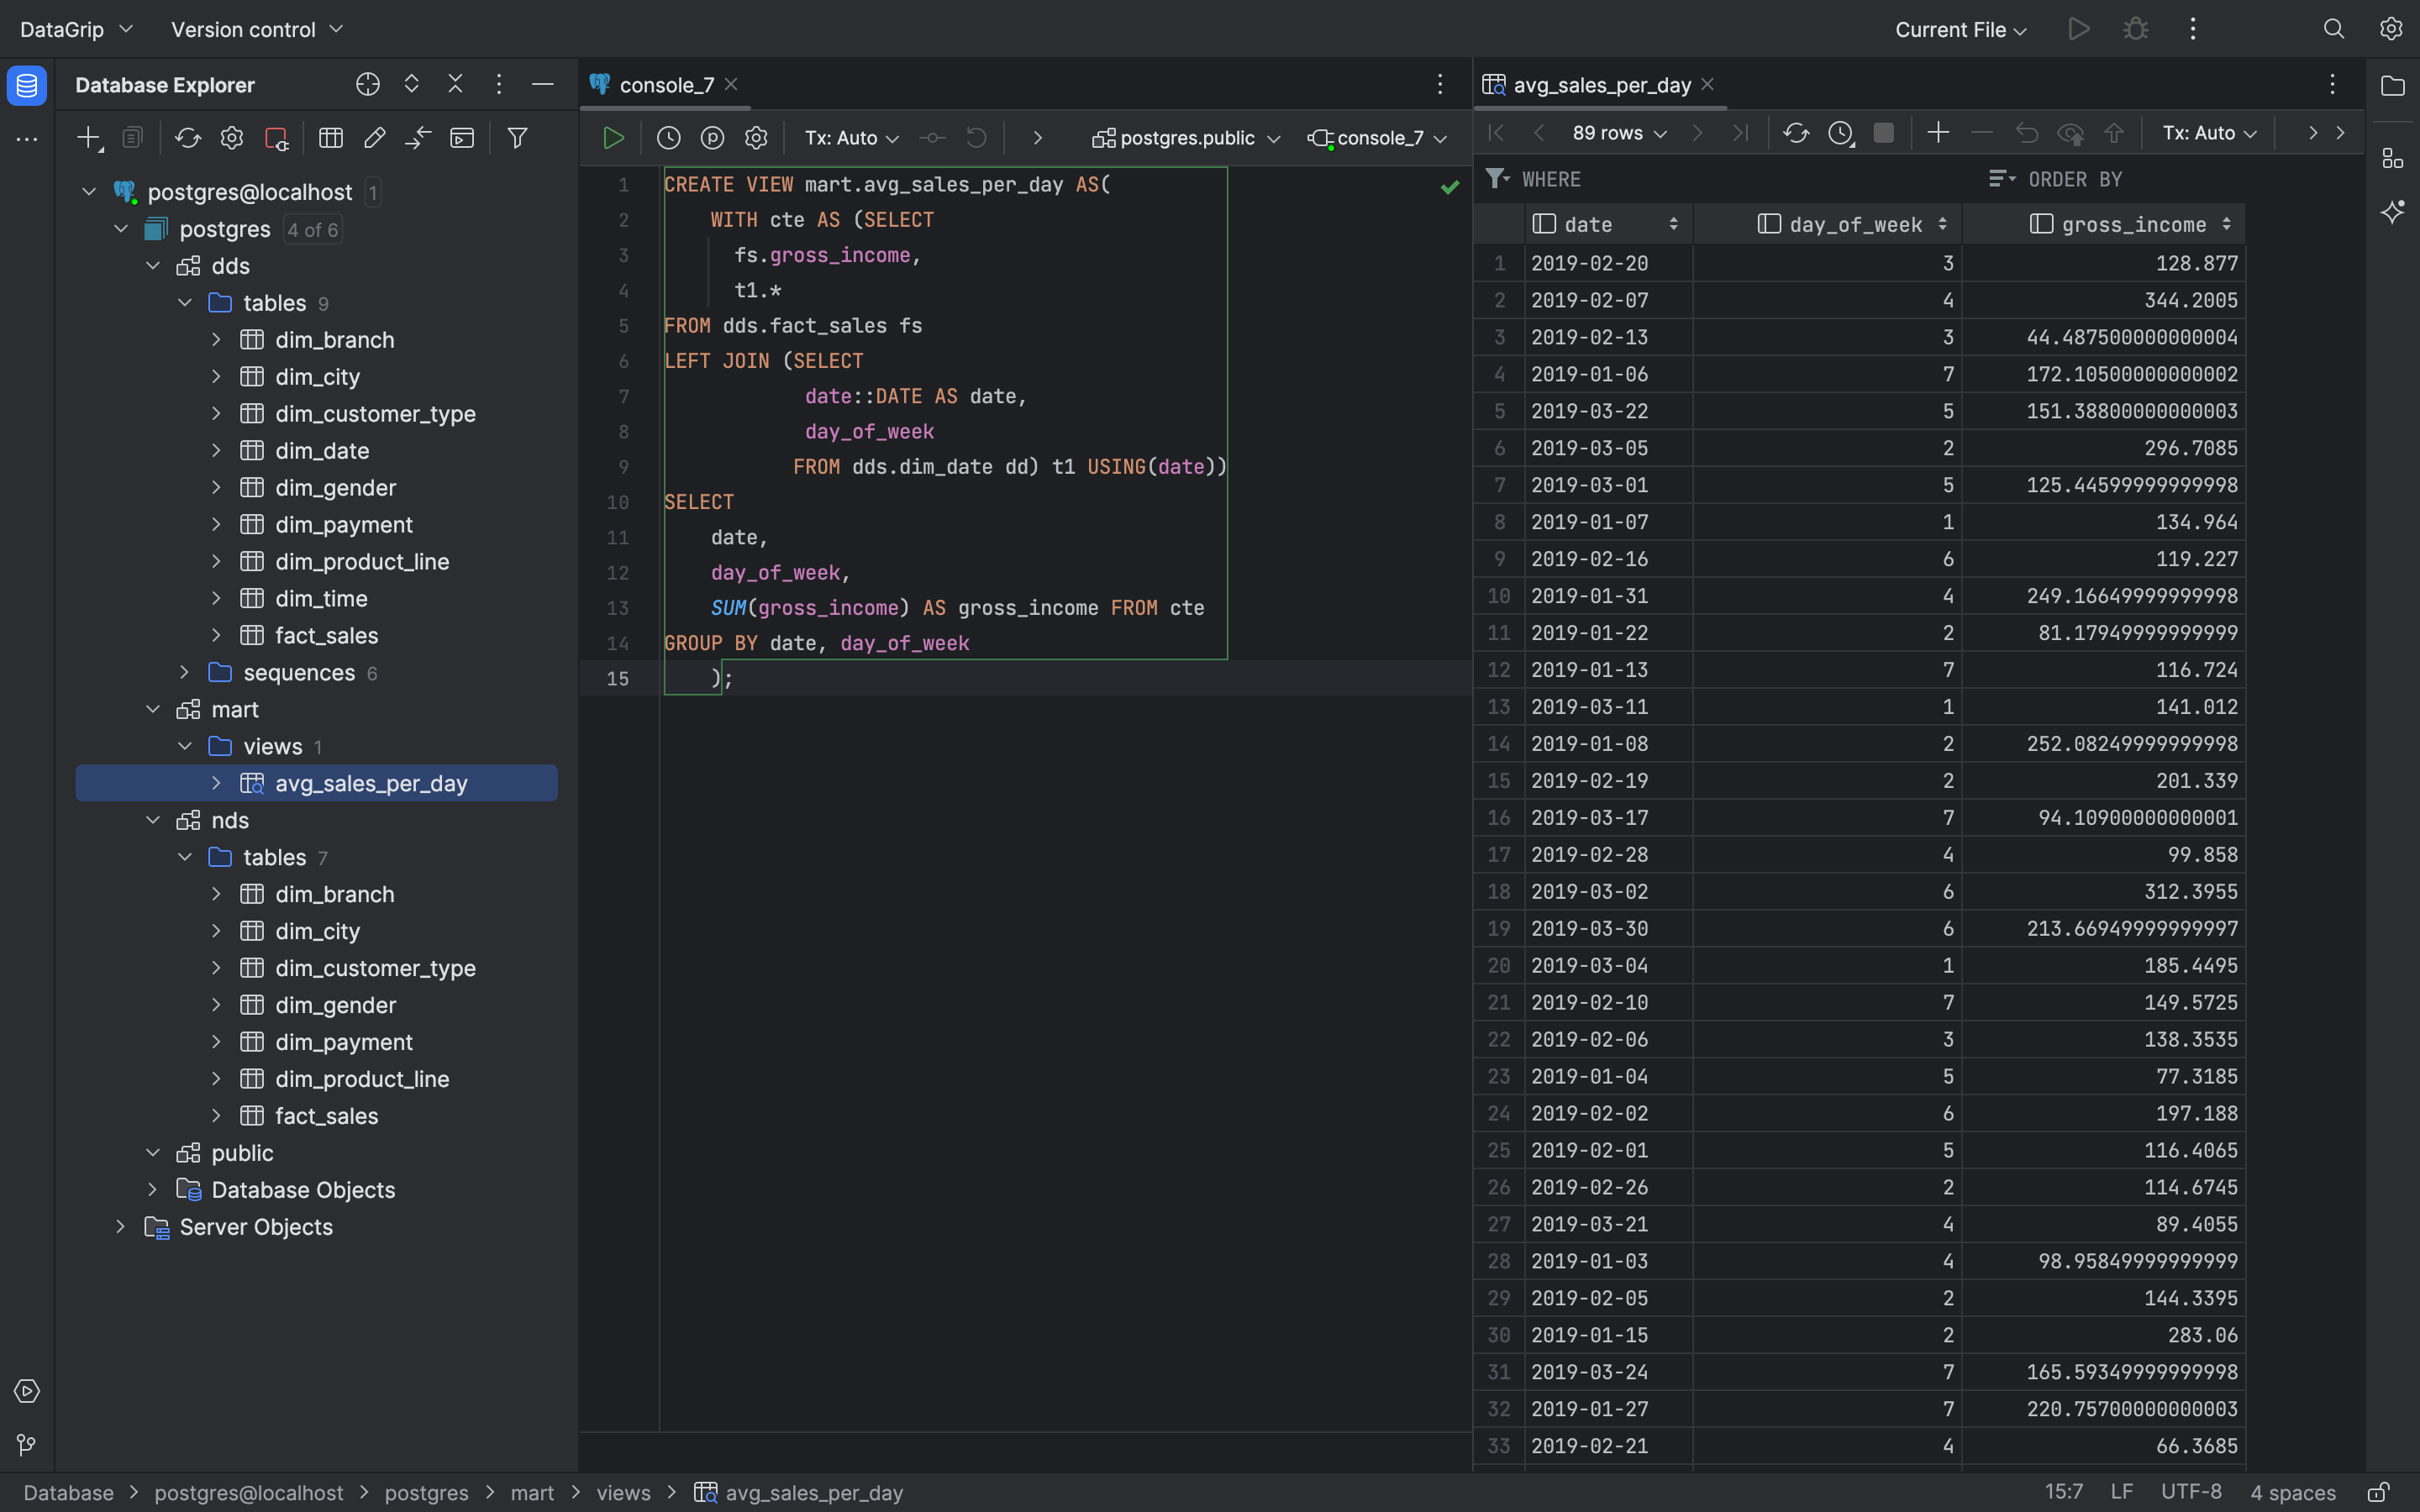 DataGrip Version control Current File
Database Explorer
postgres@localhost 1
postgres 4 of 6
dds
tables 9
dim_branch
dim_city
dim_customer_type
dim_date
dim_gender
dim_payment
dim_product_line
dim_time
fact_sales
sequences 6
mart
views 1
avg_sales_per_day
nds
tables 7
dim_branch
dim_city
dim_customer_type
dim_gender
dim_payment
dim_product_line
fact_sales
public
Database Objects
Server Objects
console_7
Tx: Auto postgres.public console_7
1 CREATE VIEW mart.avg_sales_per_day AS(
2 WITH cte AS (SELECT
3 fs.gross_income,
4 t1.*
5 FROM dds.fact_sales fs
6 LEFT JOIN (SELECT
7 date::DATE AS date,
8 day_of_week
9 FROM dds.dim_date dd) t1 USING(date))
10 SELECT
11 date,
12 day_of_week,
13 SUM(gross_income) AS gross_income FROM cte
14 GROUP BY date, day_of_week
15 );
avg_sales_per_day
89 rows Tx: Auto
WHERE ORDER BY
date day_of_week gross_income
1 2019-02-20 3 128.877
2 2019-02-07 4 344.2005
3 2019-02-13 3 44.487500000000004
4 2019-01-06 7 172.10500000000002
5 2019-03-22 5 151.38800000000003
6 2019-03-05 2 296.7085
7 2019-03-01 5 125.44599999999998
8 2019-01-07 1 134.964
9 2019-02-16 6 119.227
10 2019-01-31 4 249.16649999999998
11 2019-01-22 2 81.17949999999999
12 2019-01-13 7 116.724
13 2019-03-11 1 141.012
14 2019-01-08 2 252.08249999999998
15 2019-02-19 2 201.339
16 2019-03-17 7 94.10900000000001
17 2019-02-28 4 99.858
18 2019-03-02 6 312.3955
19 2019-03-30 6 213.66949999999997
20 2019-03-04 1 185.4495
21 2019-02-10 7 149.5725
22 2019-02-06 3 138.3535
23 2019-01-04 5 77.3185
24 2019-02-02 6 197.188
25 2019-02-01 5 116.4065
26 2019-02-26 2 114.6745
27 2019-03-21 4 89.4055
28 2019-01-03 4 98.95849999999999
29 2019-02-05 2 144.3395
30 2019-01-15 2 283.06
31 2019-03-24 7 165.59349999999998
32 2019-01-27 7 220.75700000000003
33 2019-02-21 4 66.3685
Database > postgres@localhost > postgres > mart > views > avg_sales_per_day
15:7 LF UTF-8 4 spaces